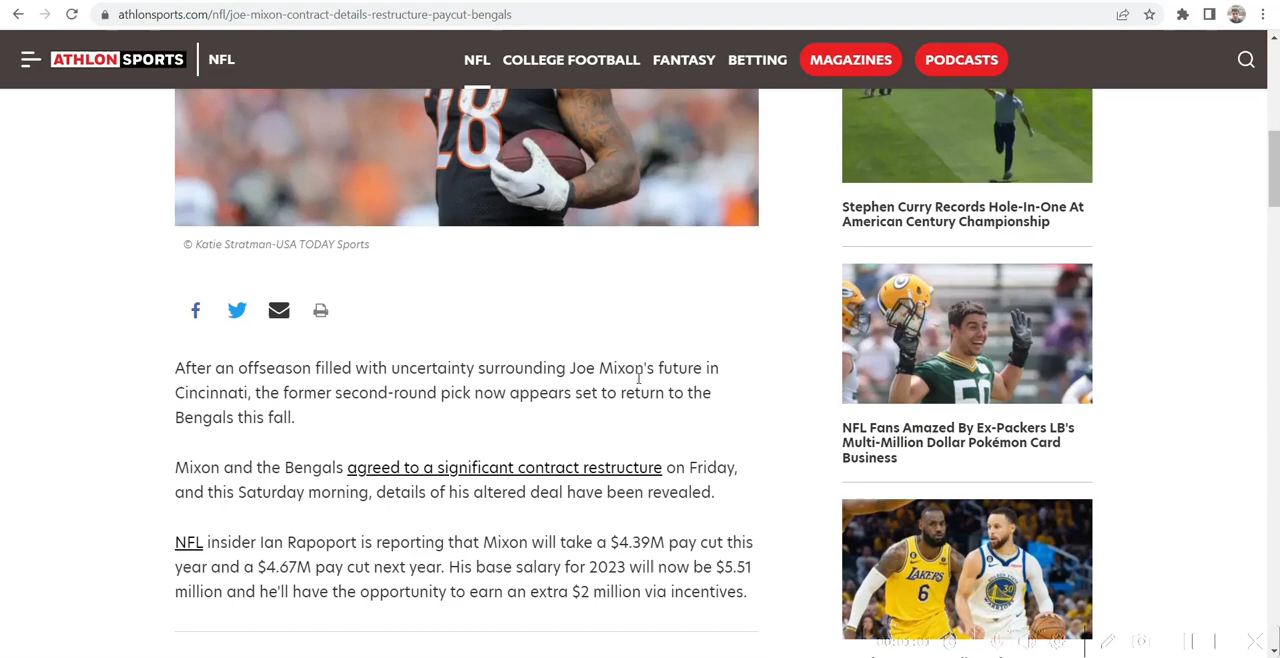 athlonsports.com/nfl/joe-mixon-contract-details-restructure-paycut-bengals
ATHLON SPORTS
NFL
NFL COLLEGE FOOTBALL FANTASY BETTING MAGAZINES PODCASTS
28
© Katie Stratman-USA TODAY Sports
After an offseason filled with uncertainty surrounding Joe Mixon's future in
Cincinnati, the former second-round pick now appears set to return to the
Bengals this fall.
Mixon and the Bengals agreed to a significant contract restructure on Friday,
and this Saturday morning, details of his altered deal have been revealed.
NFL insider Ian Rapoport is reporting that Mixon will take a $4.39M pay cut this
year and a $4.67M pay cut next year. His base salary for 2023 will now be $5.51
million and he'll have the opportunity to earn an extra $2 million via incentives.
Stephen Curry Records Hole-In-One At
American Century Championship
NFL Fans Amazed By Ex-Packers LB's
Multi-Million Dollar Pokémon Card
Business
LAKERS
6
30